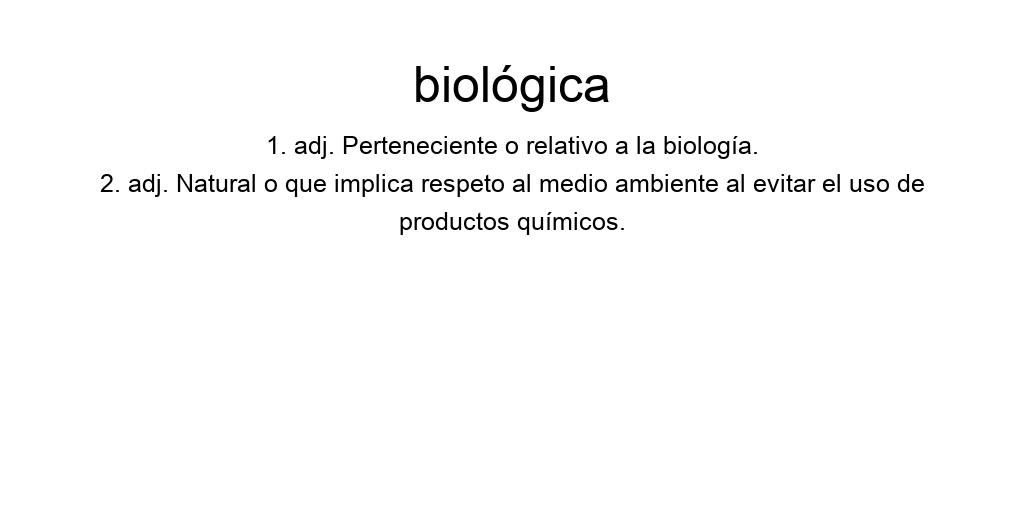 biológica
1. adj. Perteneciente o relativo a la biología.
2. adj. Natural o que implica respeto al medio ambiente al evitar el uso de
productos químicos.